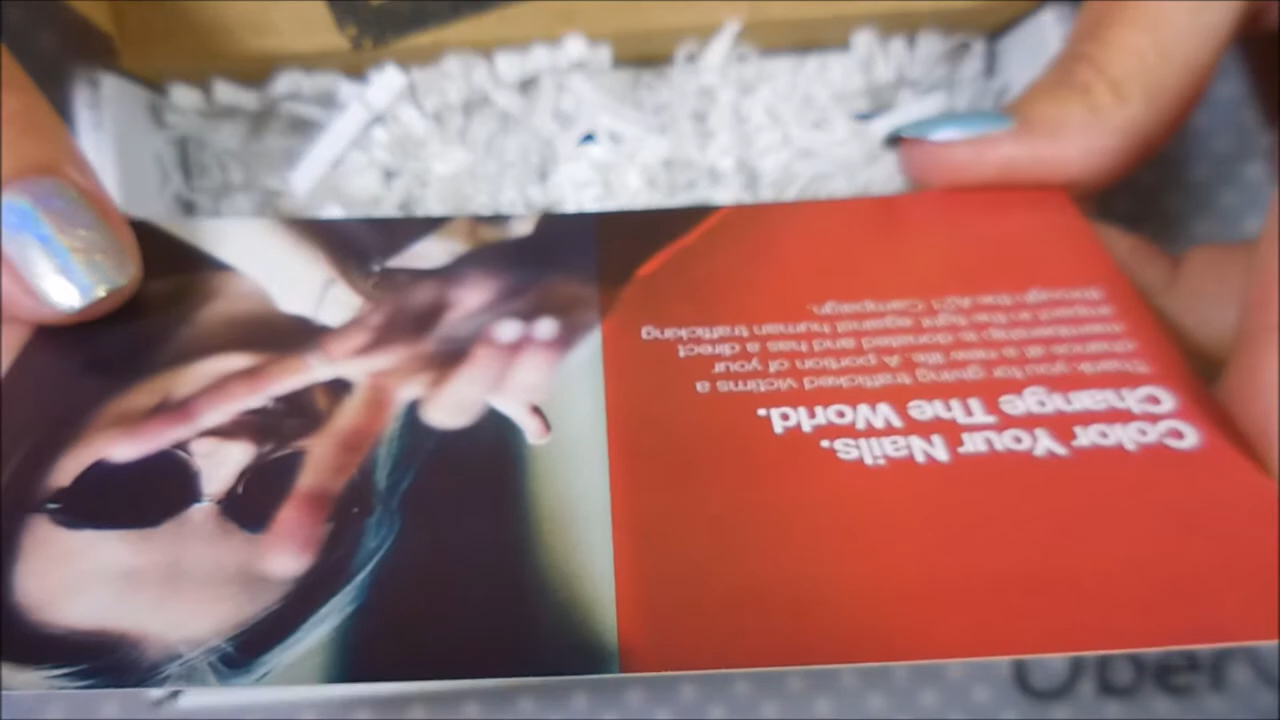 Color Your Nails.
Change The World.
Thank you for giving trafficked victims a
chance at a new life. A portion of your
membership is donated and has a direct
impact in the fight against human trafficking
through the A21 Campaign.